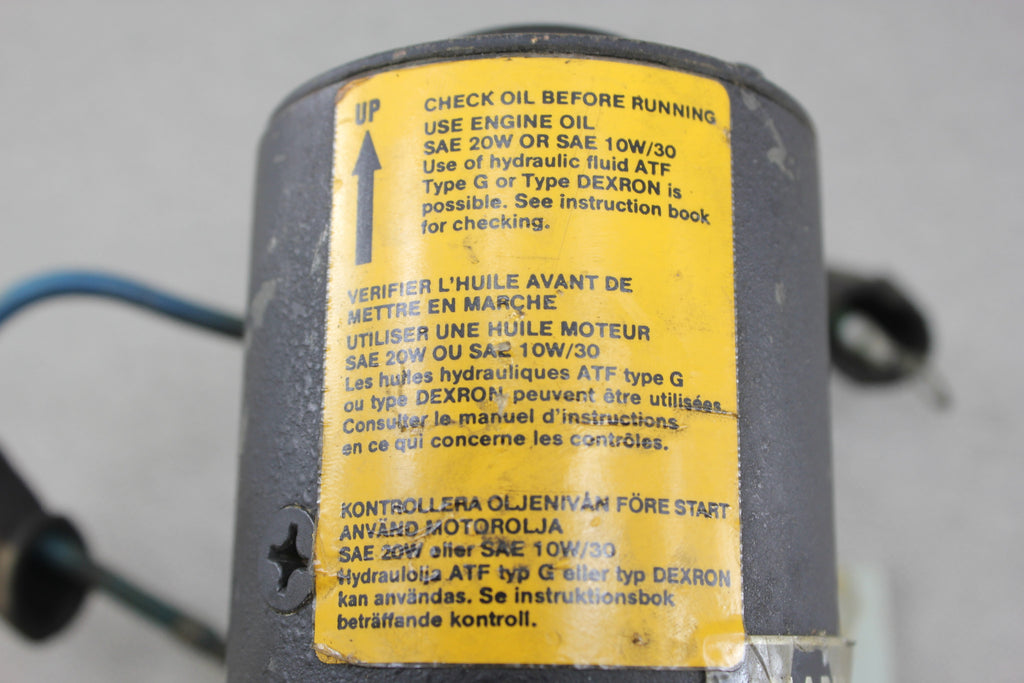 UP
CHECK OIL BEFORE RUNNING
USE ENGINE OIL
SAE 20W OR SAE 10W/30
Use of hydraulic fluid ATF
Type G or Type DEXRON is
possible. See instruction book
for checking.
VERIFIER L'HUILE AVANT DE
METTRE EN MARCHE
UTILISER UNE HUILE MOTEUR
SAE 20W OU SAE 10W/30
Les huiles hydrauliques ATF type G
ou type DEXRON peuvent être utilisées
Consulter le manuel d'instructions
en ce qui concerne les contrôles.
KONTROLLERA OLJENIVÅN FÖRE START
ANVÄND MOTOROLJA
SAE 20W eller SAE 10W/30
Hydraulolja ATF typ G eller typ DEXRON
kan användas. Se instruktionsbok
beträffande kontroll.